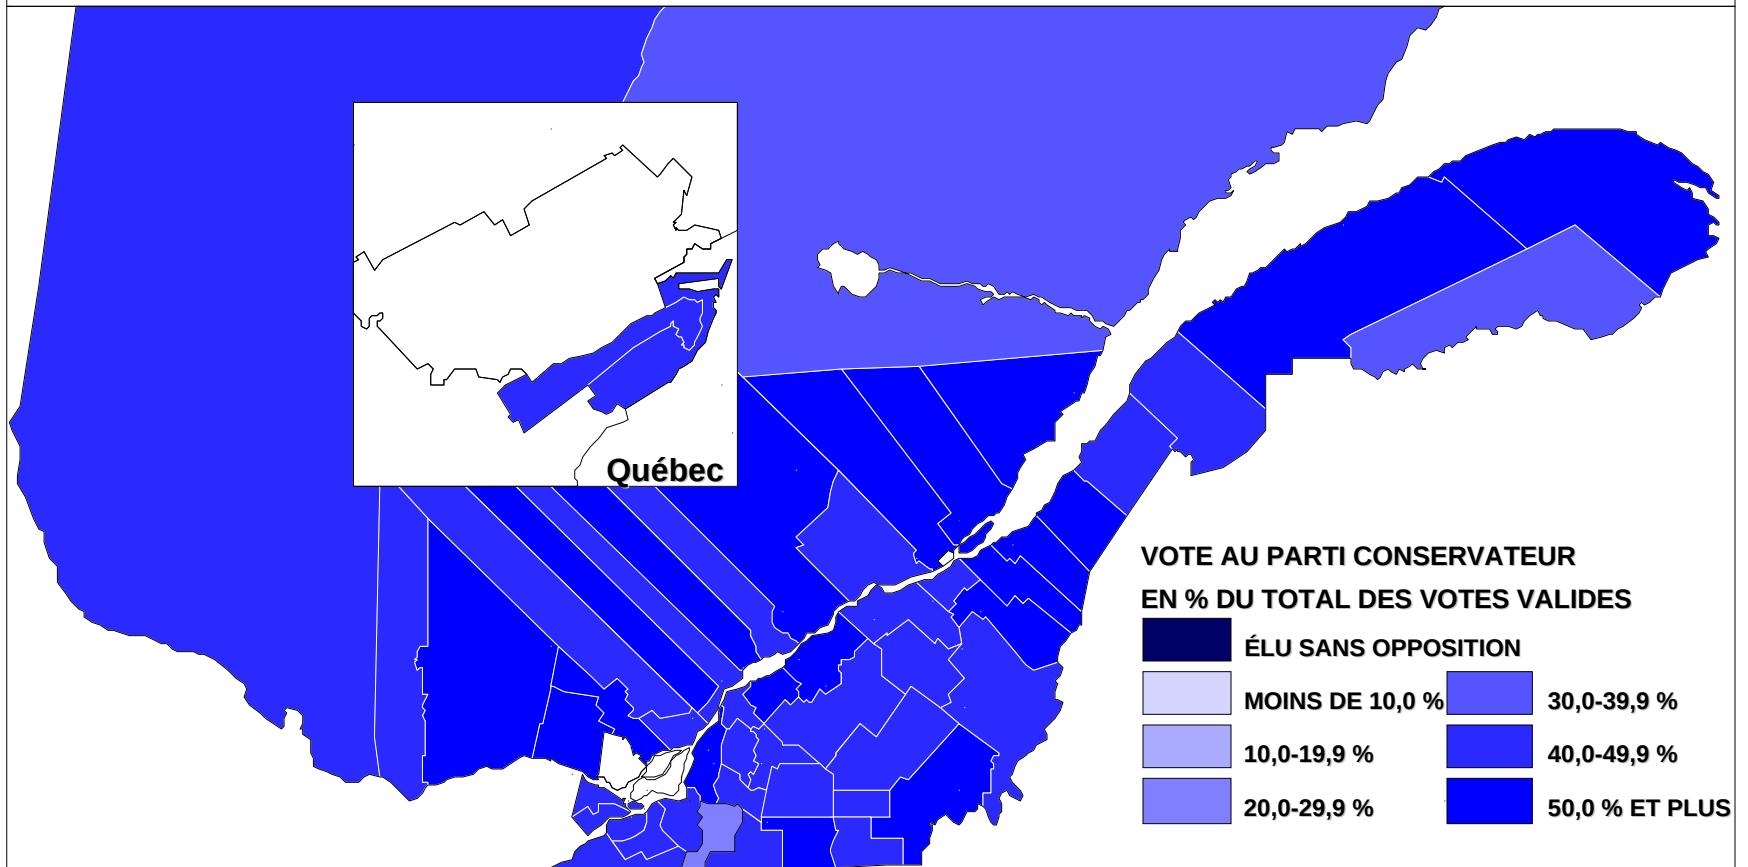 Québec
VOTE AU PARTI CONSERVATEUR
EN % DU TOTAL DES VOTES VALIDES
ÉLU SANS OPPOSITION
MOINS DE 10,0 %
30,0-39,9 %
10,0-19,9 %
40,0-49,9 %
20,0-29,9 %
50,0 % ET PLUS